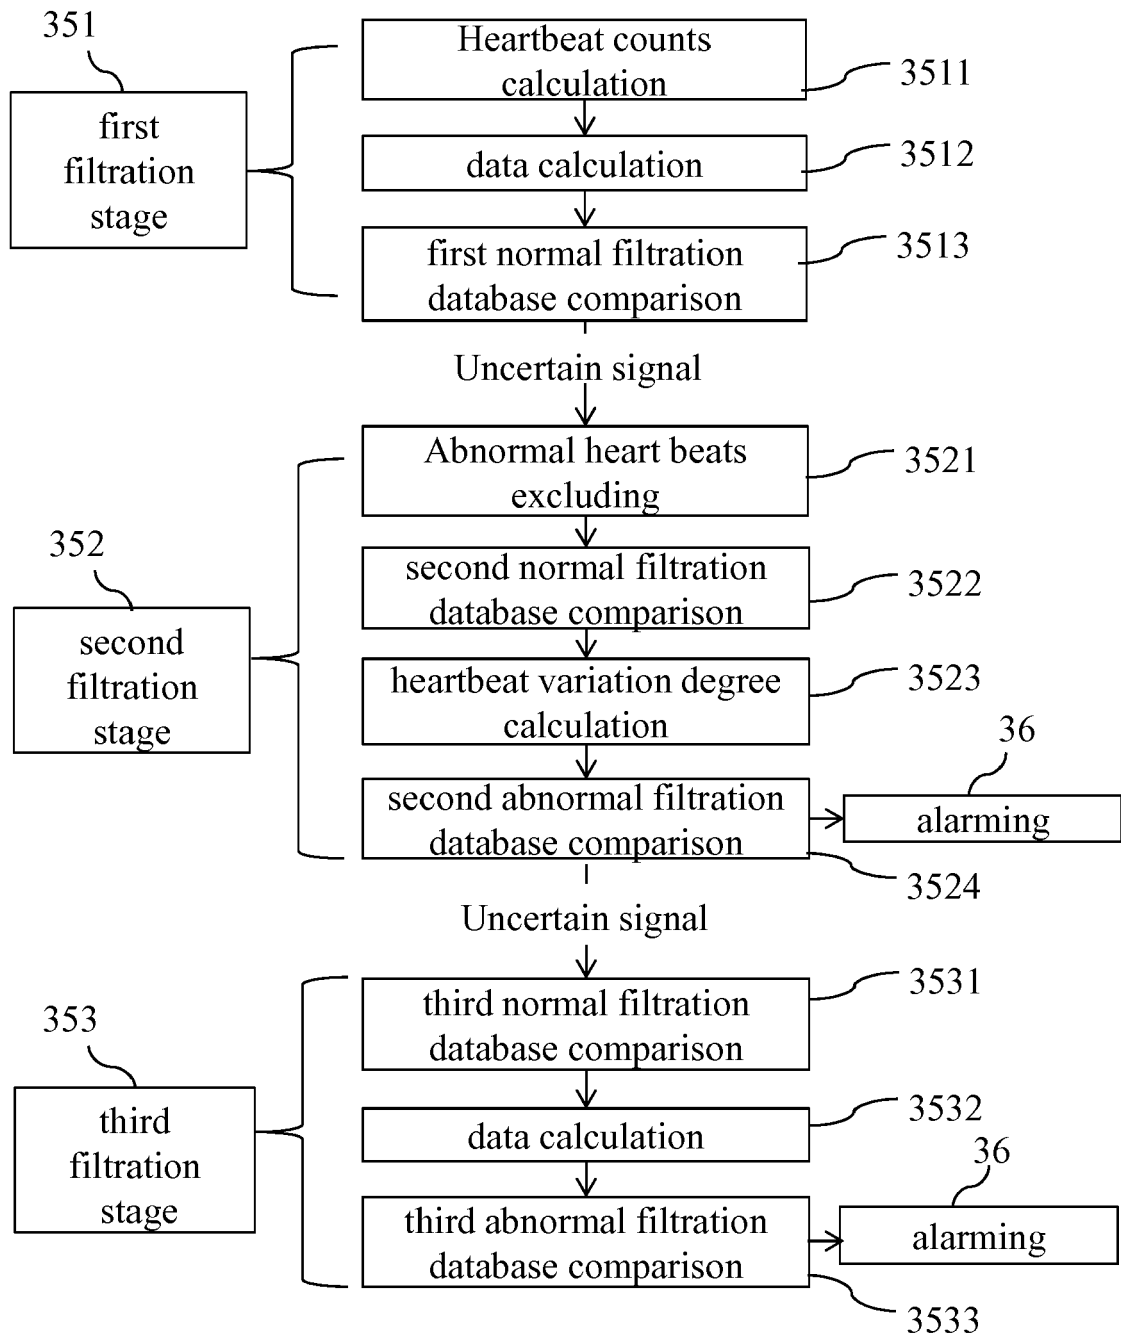 351
first
filtration
stage
Heartbeat counts
calculation
3511
data calculation
3512
first normal filtration
database comparison
3513
Uncertain signal
352
second
filtration
stage
Abnormal heart beats
excluding
3521
second normal filtration
database comparison
3522
heartbeat variation degree
calculation
3523
second abnormal filtration
database comparison
3524
36
alarming
Uncertain signal
353
third
filtration
stage
third normal filtration
database comparison
3531
data calculation
3532
third abnormal filtration
database comparison
3533
36
alarming